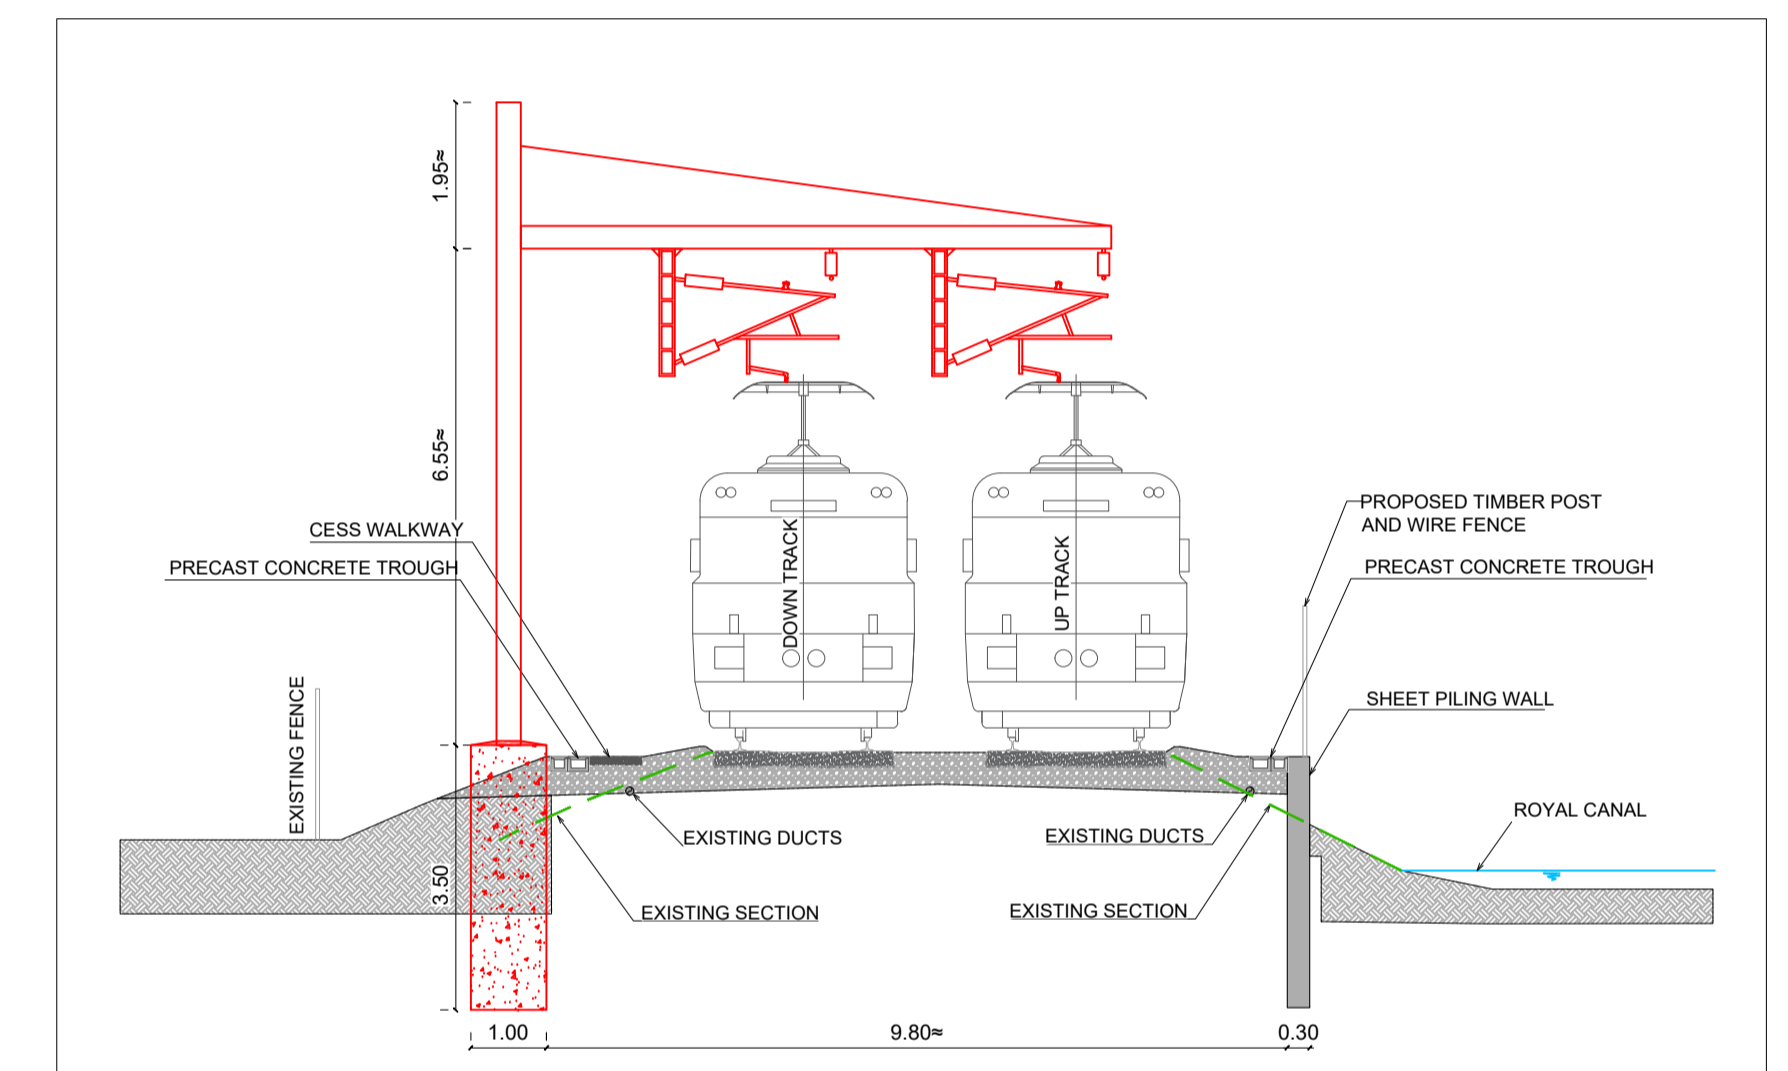 1.95≈
6.55≈
CESS WALKWAY
PRECAST CONCRETE TROUGH
EXISTING FENCE
DOWN TRACK
UP TRACK
PROPOSED TIMBER POST
AND WIRE FENCE
PRECAST CONCRETE TROUGH
SHEET PILING WALL
ROYAL CANAL
EXISTING DUCTS
EXISTING DUCTS
3.50
EXISTING SECTION
EXISTING SECTION
1.00
9.80≈
0.30